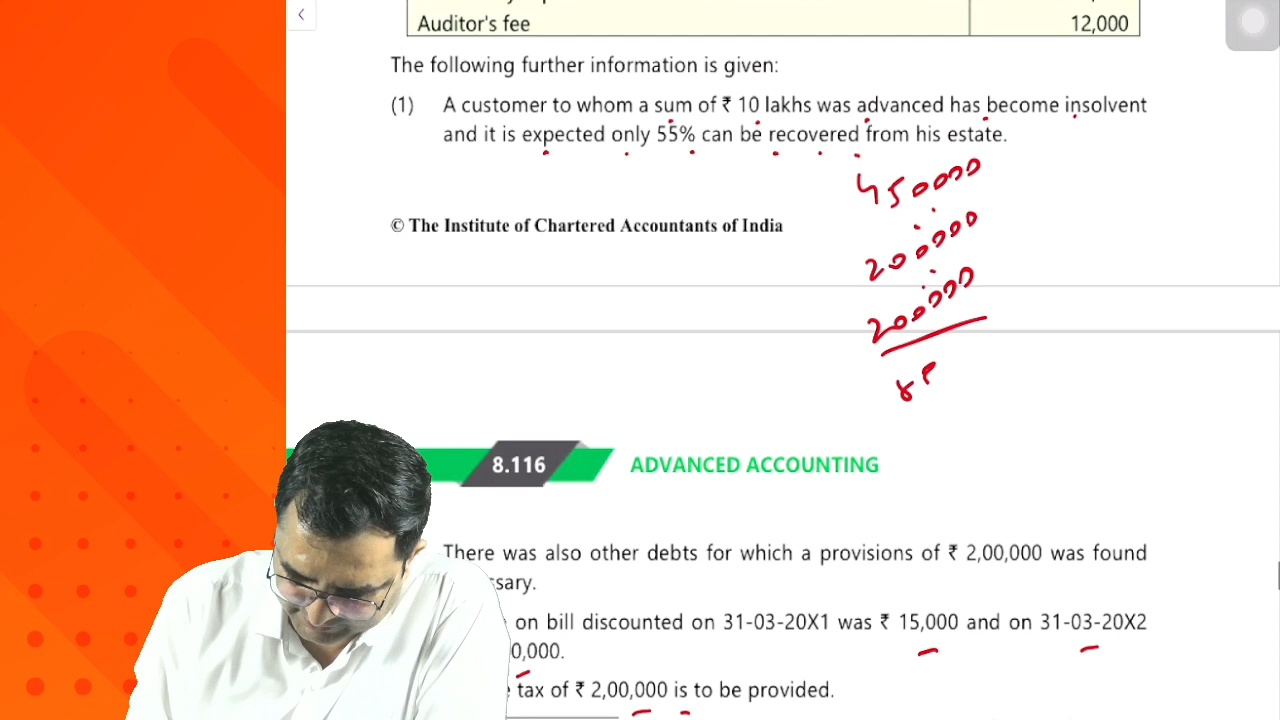 Auditor's fee 12,000
The following further information is given:
(1) A customer to whom a sum of ₹ 10 lakhs was advanced has become insolvent
and it is expected only 55% can be recovered from his estate.
450000
© The Institute of Chartered Accountants of India
200000
200000
8.116 ADVANCED ACCOUNTING
There was also other debts for which a provisions of ₹ 2,00,000 was found
ssary.
on bill discounted on 31-03-20X1 was ₹ 15,000 and on 31-03-20X2
0,000.
tax of ₹ 2,00,000 is to be provided.